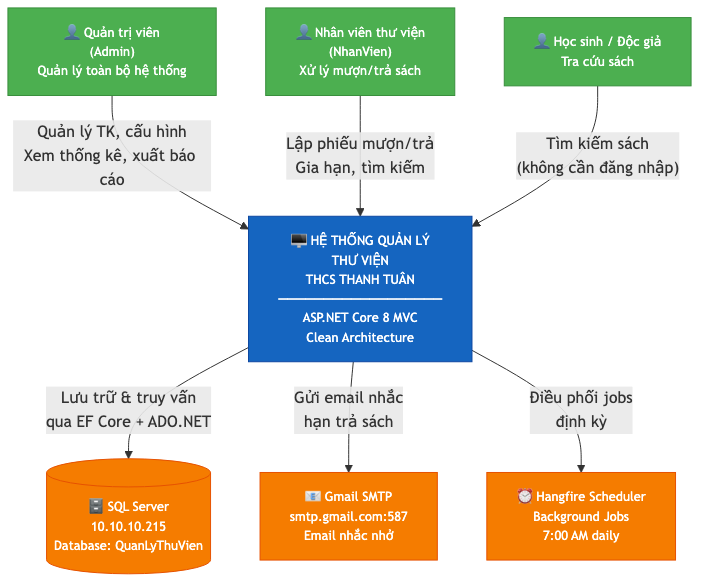 Quản trị viên
(Admin)
Quản lý toàn bộ hệ thống
Nhân viên thư viện
(NhanVien)
Xử lý mượn/trả sách
Học sinh / Độc giả
Tra cứu sách
Quản lý TK, cấu hình
Xem thống kê, xuất báo
cáo
Lập phiếu mượn/trả
Gia hạn, tìm kiếm
Tìm kiếm sách
(không cần đăng nhập)
HỆ THỐNG QUẢN LÝ
THƯ VIỆN
THCS THANH TUÂN
ASP.NET Core 8 MVC
Clean Architecture
Lưu trữ & truy vấn
qua EF Core + ADO.NET
Gửi email nhắc
hạn trả sách
Điều phối jobs
định kỳ
SQL Server
10.10.10.215
Database: QuanLyThuVien
Gmail SMTP
smtp.gmail.com:587
Email nhắc nhở
Hangfire Scheduler
Background Jobs
7:00 AM daily